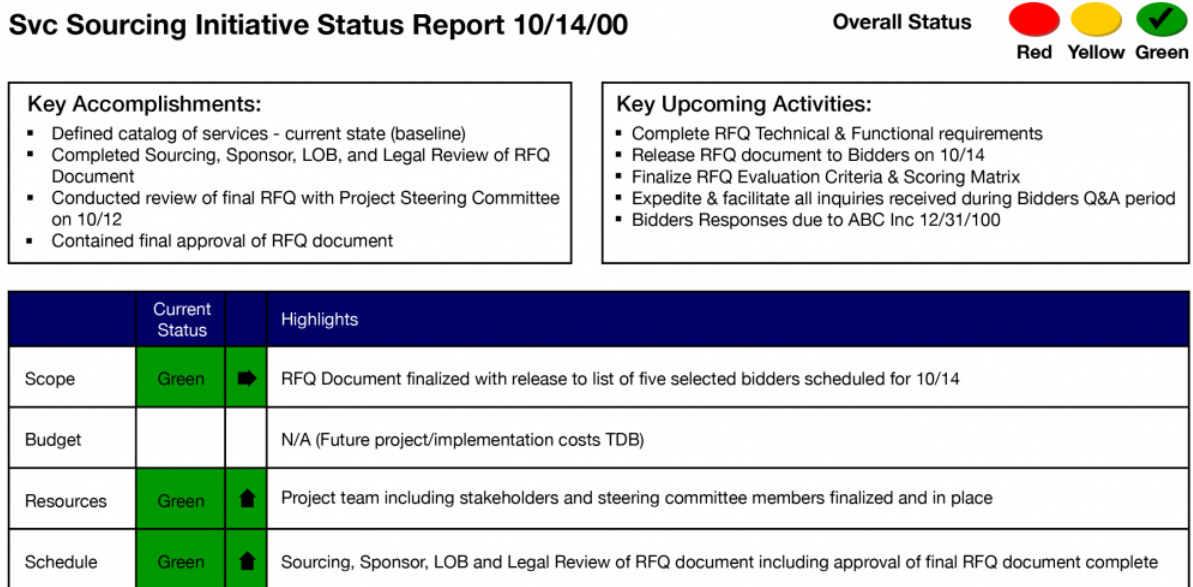 Svc Sourcing Initiative Status Report 10/14/00
Overall Status
Red Yellow Green
Key Accomplishments:
▪ Defined catalog of services - current state (baseline)
▪ Completed Sourcing, Sponsor, LOB, and Legal Review of RFQ
Document
▪ Conducted review of final RFQ with Project Steering Committee
on 10/12
▪ Contained final approval of RFQ document
Key Upcoming Activities:
▪ Complete RFQ Technical & Functional requirements
▪ Release RFQ document to Bidders on 10/14
▪ Finalize RFQ Evaluation Criteria & Scoring Matrix
▪ Expedite & facilitate all inquiries received during Bidders Q&A period
▪ Bidders Responses due to ABC Inc 12/31/100
Current
Status
Highlights
Scope Green RFQ Document finalized with release to list of five selected bidders scheduled for 10/14
Budget N/A (Future project/implementation costs TDB)
Resources Green Project team including stakeholders and steering committee members finalized and in place
Schedule Green Sourcing, Sponsor, LOB and Legal Review of RFQ document including approval of final RFQ document complete